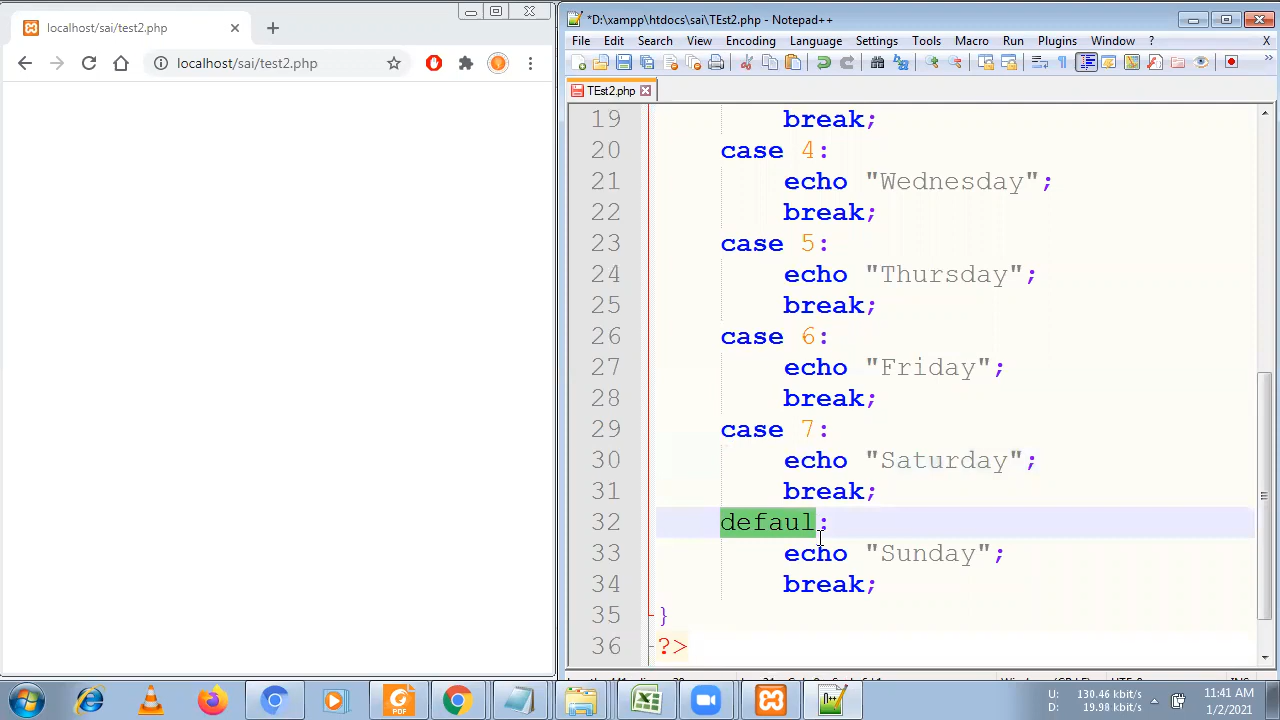 localhost/sai/test2.php
localhost/sai/test2.php
*D:\xampp\htdocs\sai\TEst2.php - Notepad++
File Edit Search View Encoding Language Settings Tools Macro Run Plugins Window ? X
TEst2.php
19 break;
20 case 4:
21 echo "Wednesday";
22 break;
23 case 5:
24 echo "Thursday";
25 break;
26 case 6:
27 echo "Friday";
28 break;
29 case 7:
30 echo "Saturday";
31 break;
32 defaul:
33 echo "Sunday";
34 break;
35 }
36 ?>
PDF
U: 130.46 kbit/s
D: 19.98 kbit/s
11:41 AM
1/2/2021